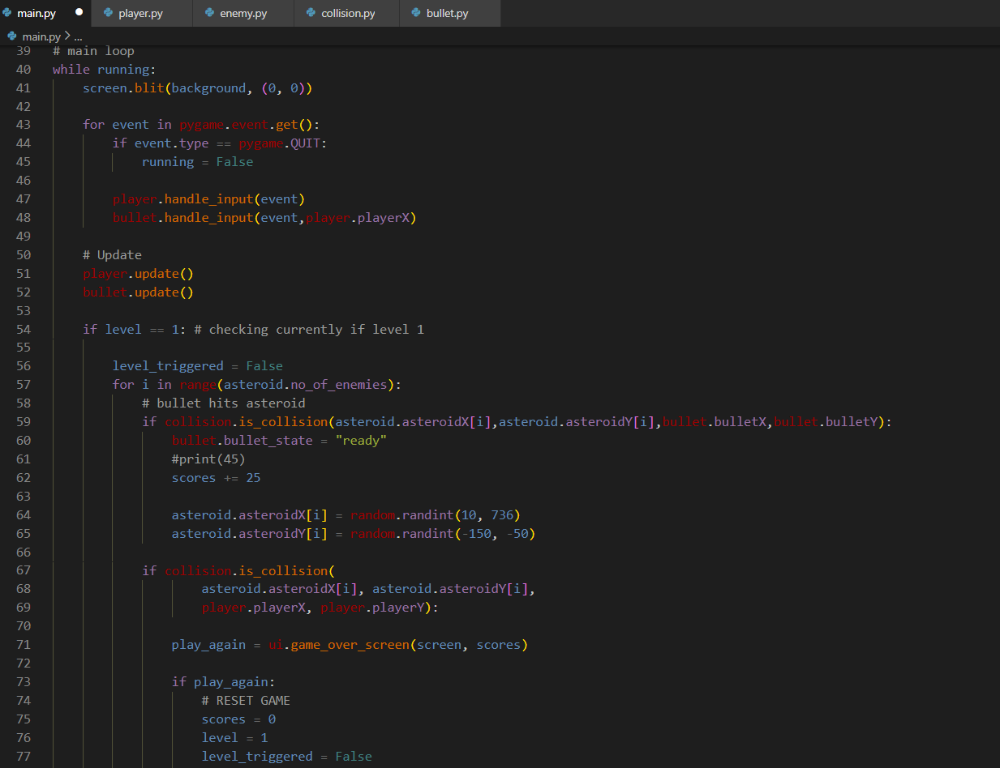 main.py player.py enemy.py collision.py bullet.py
main.py > ...
39 # main loop
40 while running:
41     screen.blit(background, (0, 0))
42
43     for event in pygame.event.get():
44         if event.type == pygame.QUIT:
45             running = False
46
47         player.handle_input(event)
48         bullet.handle_input(event,player.playerX)
49
50     # Update
51     player.update()
52     bullet.update()
53
54     if level == 1: # checking currently if level 1
55
56         level_triggered = False
57         for i in range(asteroid.no_of_enemies):
58             # bullet hits asteroid
59             if collision.is_collision(asteroid.asteroidX[i],asteroid.asteroidY[i],bullet.bulletX,bullet.bulletY):
60                 bullet.bullet_state = "ready"
61                 #print(45)
62                 scores += 25
63
64                 asteroid.asteroidX[i] = random.randint(10, 736)
65                 asteroid.asteroidY[i] = random.randint(-150, -50)
66
67             if collision.is_collision(
68                     asteroid.asteroidX[i], asteroid.asteroidY[i],
69                     player.playerX, player.playerY):
70
71                 play_again = ui.game_over_screen(screen, scores)
72
73                 if play_again:
74                     # RESET GAME
75                     scores = 0
76                     level = 1
77                     level_triggered = False